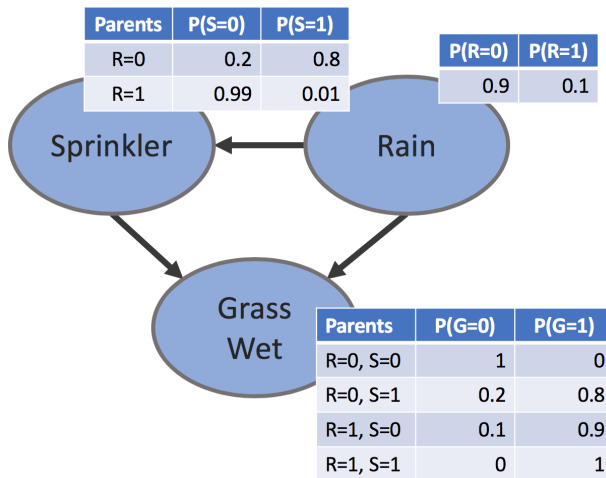 Parents P(S=0) P(S=1)
R=0 0.2 0.8
R=1 0.99 0.01
P(R=0) P(R=1)
0.9 0.1
Sprinkler
Rain
Grass
Wet
Parents P(G=0) P(G=1)
R=0, S=0 1 0
R=0, S=1 0.2 0.8
R=1, S=0 0.1 0.9
R=1, S=1 0 1